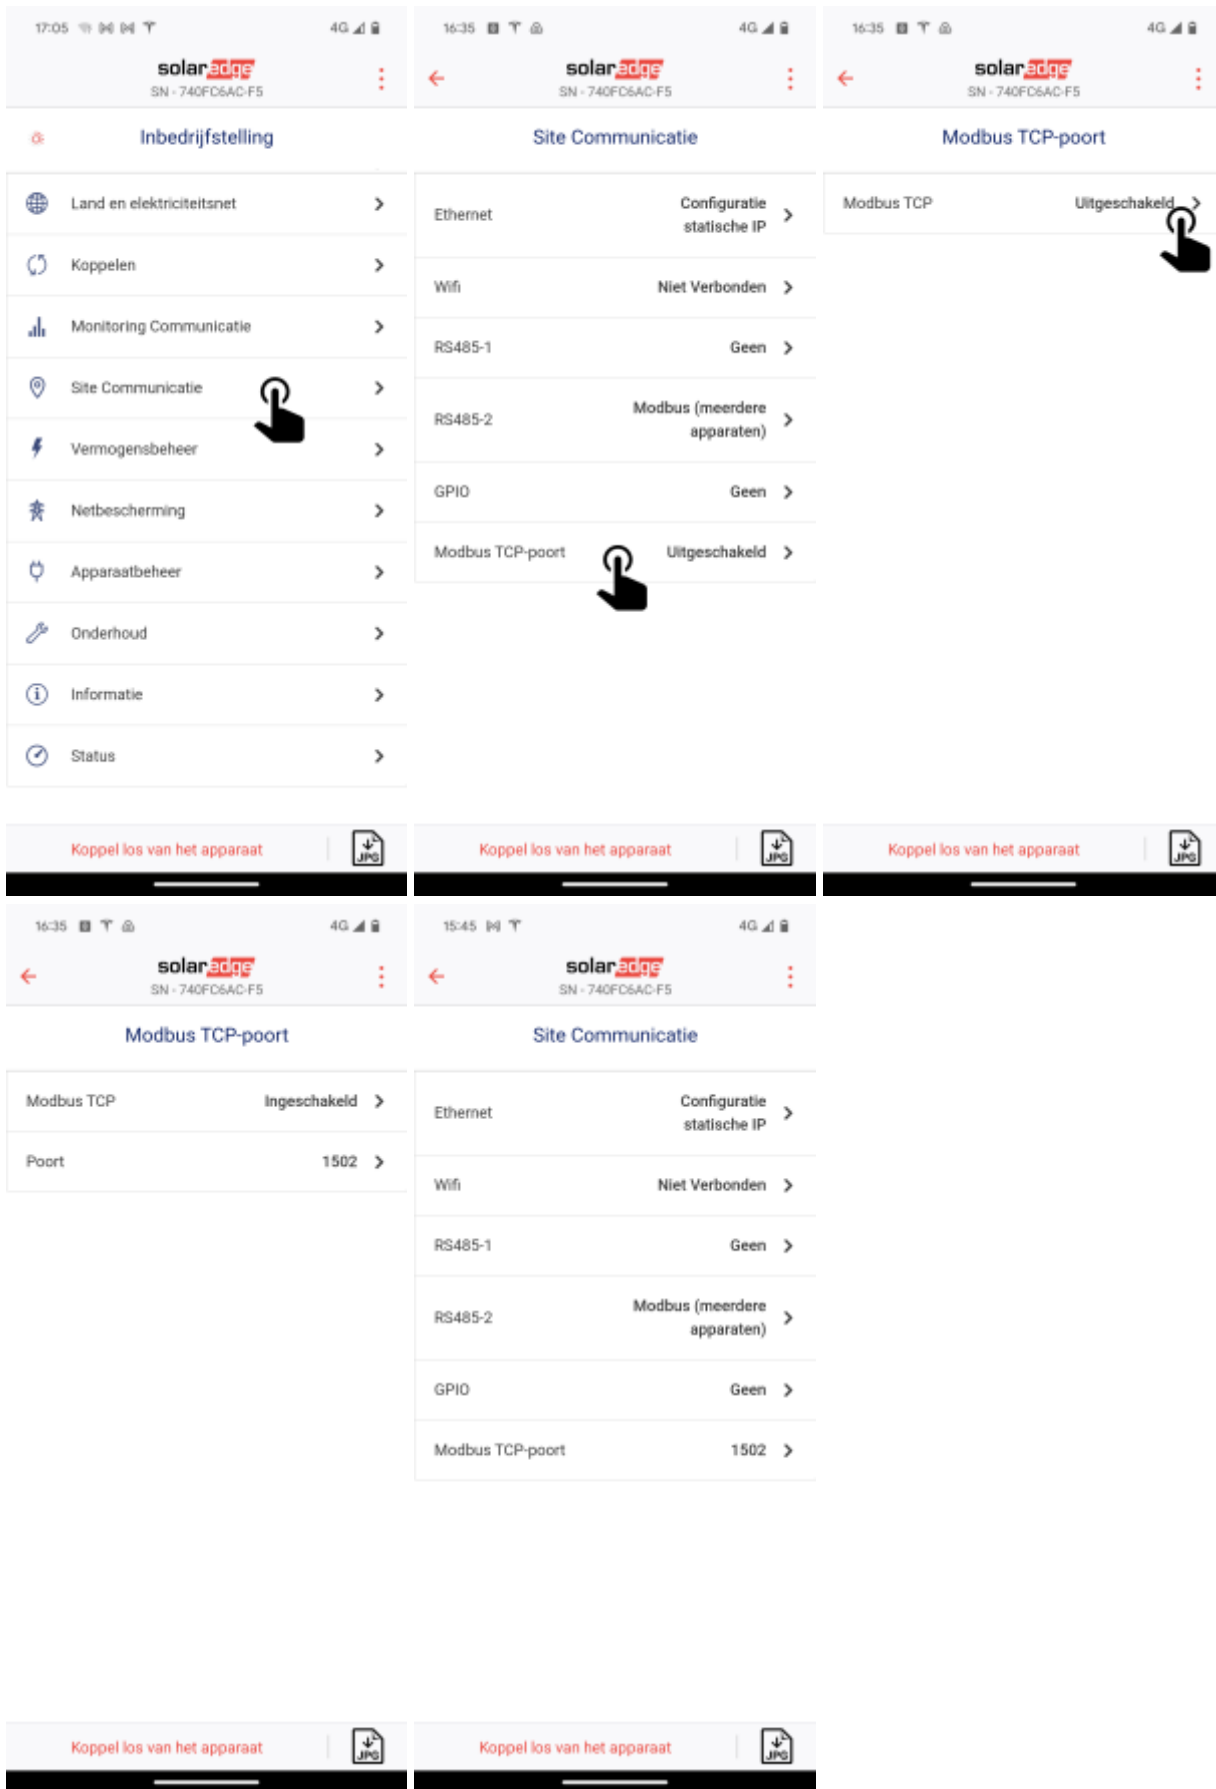 17:05
4G
solaredge
SN - 740FC6AC-F5
Inbedrijfstelling
Land en elektriciteitsnet
Koppelen
Monitoring Communicatie
Site Communicatie
Vermogensbeheer
Netbescherming
Apparaatbeheer
Onderhoud
Informatie
Status
Koppel los van het apparaat
JPG
16:35
4G
solaredge
SN - 740FC6AC-F5
Site Communicatie
Ethernet
Configuratie
statische IP
Wifi
Niet Verbonden
RS485-1
Geen
RS485-2
Modbus (meerdere
apparaten)
GPIO
Geen
Modbus TCP-poort
Uitgeschakeld
Koppel los van het apparaat
JPG
16:35
4G
solaredge
SN - 740FC6AC-F5
Modbus TCP-poort
Modbus TCP
Uitgeschakeld
Koppel los van het apparaat
JPG
16:35
4G
solaredge
SN - 740FC6AC-F5
Modbus TCP-poort
Modbus TCP
Ingeschakeld
Poort
1502
Koppel los van het apparaat
JPG
15:45
4G
solaredge
SN - 740FC6AC-F5
Site Communicatie
Ethernet
Configuratie
statische IP
Wifi
Niet Verbonden
RS485-1
Geen
RS485-2
Modbus (meerdere
apparaten)
GPIO
Geen
Modbus TCP-poort
1502
Koppel los van het apparaat
JPG